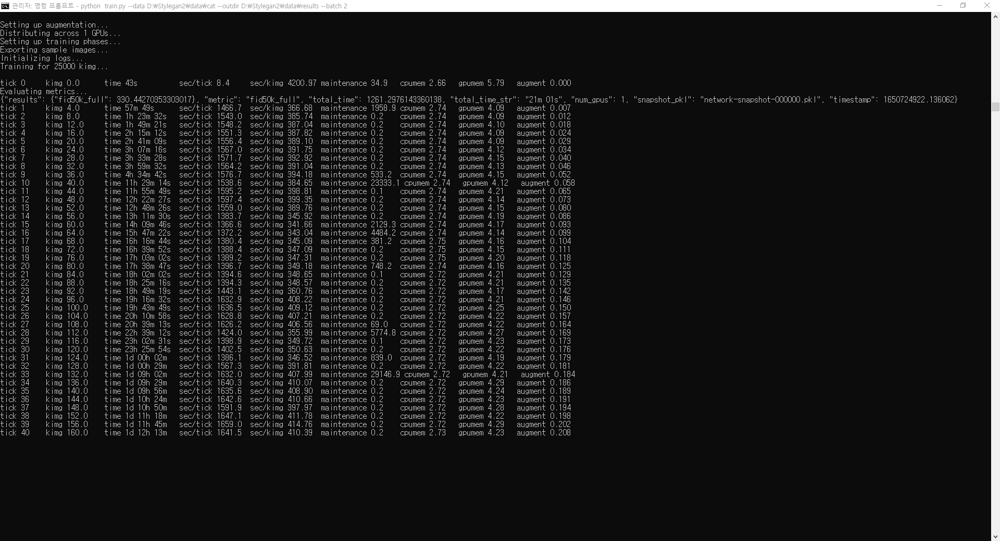 관리자: 명령 프롬프트 - python  train.py --data D:₩Stylegan2₩data₩cat --outdir D:₩Stylegan2₩data₩results --batch 2
Setting up augmentation...
Distributing across 1 GPUs...
Setting up training phases...
Exporting sample images...
Initializing logs...
Training for 25000 kimg...
tick 0     kimg 0.0      time 43s          sec/tick 8.4     sec/kimg 4200.97 maintenance 34.9   cpumem 2.66   gpumem 5.79   augment 0.000
Evaluating metrics...
{"results": {"fid50k_full": 330.44270353303017}, "metric": "fid50k_full", "total_time": 1261.2976143360138, "total_time_str": "21m 01s", "num_gpus": 1, "snapshot_pkl": "network-snapshot-000000.pkl", "timestamp": 1650724922.136062}
tick 1     kimg 4.0      time 57m 49s      sec/tick 1466.7  sec/kimg 366.68  maintenance 1958.9 cpumem 2.74   gpumem 4.09   augment 0.007
tick 2     kimg 8.0      time 1h 23m 32s   sec/tick 1543.0  sec/kimg 385.74  maintenance 0.2    cpumem 2.74   gpumem 4.09   augment 0.012
tick 3     kimg 12.0     time 1h 49m 21s   sec/tick 1548.2  sec/kimg 387.04  maintenance 0.2    cpumem 2.74   gpumem 4.10   augment 0.018
tick 4     kimg 16.0     time 2h 15m 12s   sec/tick 1551.3  sec/kimg 387.82  maintenance 0.2    cpumem 2.74   gpumem 4.09   augment 0.024
tick 5     kimg 20.0     time 2h 41m 09s   sec/tick 1556.4  sec/kimg 389.10  maintenance 0.2    cpumem 2.74   gpumem 4.09   augment 0.029
tick 6     kimg 24.0     time 3h 07m 16s   sec/tick 1567.0  sec/kimg 391.75  maintenance 0.2    cpumem 2.74   gpumem 4.12   augment 0.034
tick 7     kimg 28.0     time 3h 33m 28s   sec/tick 1571.7  sec/kimg 392.92  maintenance 0.2    cpumem 2.74   gpumem 4.15   augment 0.040
tick 8     kimg 32.0     time 3h 59m 32s   sec/tick 1564.2  sec/kimg 391.04  maintenance 0.2    cpumem 2.74   gpumem 4.13   augment 0.046
tick 9     kimg 36.0     time 4h 34m 42s   sec/tick 1576.7  sec/kimg 394.18  maintenance 533.2  cpumem 2.74   gpumem 4.15   augment 0.052
tick 10    kimg 40.0     time 11h 29m 14s  sec/tick 1538.6  sec/kimg 384.65  maintenance 23333.1 cpumem 2.74   gpumem 4.12   augment 0.058
tick 11    kimg 44.0     time 11h 55m 49s  sec/tick 1595.2  sec/kimg 398.81  maintenance 0.1    cpumem 2.74   gpumem 4.21   augment 0.065
tick 12    kimg 48.0     time 12h 22m 27s  sec/tick 1597.4  sec/kimg 399.35  maintenance 0.2    cpumem 2.74   gpumem 4.14   augment 0.073
tick 13    kimg 52.0     time 12h 48m 26s  sec/tick 1559.0  sec/kimg 389.76  maintenance 0.2    cpumem 2.74   gpumem 4.15   augment 0.080
tick 14    kimg 56.0     time 13h 11m 30s  sec/tick 1383.7  sec/kimg 345.92  maintenance 0.2    cpumem 2.74   gpumem 4.19   augment 0.086
tick 15    kimg 60.0     time 14h 09m 46s  sec/tick 1366.6  sec/kimg 341.66  maintenance 2129.3 cpumem 2.74   gpumem 4.17   augment 0.093
tick 16    kimg 64.0     time 15h 47m 22s  sec/tick 1372.2  sec/kimg 343.04  maintenance 4484.2 cpumem 2.74   gpumem 4.14   augment 0.099
tick 17    kimg 68.0     time 16h 16m 44s  sec/tick 1380.4  sec/kimg 345.09  maintenance 381.2  cpumem 2.75   gpumem 4.16   augment 0.104
tick 18    kimg 72.0     time 16h 39m 52s  sec/tick 1388.4  sec/kimg 347.09  maintenance 0.2    cpumem 2.75   gpumem 4.15   augment 0.111
tick 19    kimg 76.0     time 17h 03m 02s  sec/tick 1389.2  sec/kimg 347.31  maintenance 0.2    cpumem 2.75   gpumem 4.20   augment 0.118
tick 20    kimg 80.0     time 17h 38m 47s  sec/tick 1396.7  sec/kimg 349.18  maintenance 748.2  cpumem 2.74   gpumem 4.16   augment 0.125
tick 21    kimg 84.0     time 18h 02m 02s  sec/tick 1394.6  sec/kimg 348.65  maintenance 0.1    cpumem 2.72   gpumem 4.21   augment 0.129
tick 22    kimg 88.0     time 18h 25m 16s  sec/tick 1394.3  sec/kimg 348.57  maintenance 0.2    cpumem 2.72   gpumem 4.21   augment 0.135
tick 23    kimg 92.0     time 18h 49m 19s  sec/tick 1443.1  sec/kimg 360.76  maintenance 0.2    cpumem 2.72   gpumem 4.17   augment 0.142
tick 24    kimg 96.0     time 19h 16m 32s  sec/tick 1632.9  sec/kimg 408.22  maintenance 0.2    cpumem 2.72   gpumem 4.21   augment 0.146
tick 25    kimg 100.0    time 19h 43m 49s  sec/tick 1636.5  sec/kimg 409.12  maintenance 0.2    cpumem 2.72   gpumem 4.25   augment 0.150
tick 26    kimg 104.0    time 20h 10m 58s  sec/tick 1628.8  sec/kimg 407.21  maintenance 0.2    cpumem 2.72   gpumem 4.22   augment 0.157
tick 27    kimg 108.0    time 20h 39m 13s  sec/tick 1626.2  sec/kimg 406.56  maintenance 69.0   cpumem 2.72   gpumem 4.22   augment 0.164
tick 28    kimg 112.0    time 22h 39m 12s  sec/tick 1424.0  sec/kimg 355.99  maintenance 5774.8 cpumem 2.72   gpumem 4.27   augment 0.169
tick 29    kimg 116.0    time 23h 02m 31s  sec/tick 1398.9  sec/kimg 349.72  maintenance 0.1    cpumem 2.72   gpumem 4.23   augment 0.173
tick 30    kimg 120.0    time 23h 25m 54s  sec/tick 1402.5  sec/kimg 350.63  maintenance 0.2    cpumem 2.72   gpumem 4.22   augment 0.176
tick 31    kimg 124.0    time 1d 00h 02m   sec/tick 1386.1  sec/kimg 346.52  maintenance 839.0  cpumem 2.72   gpumem 4.19   augment 0.179
tick 32    kimg 128.0    time 1d 00h 29m   sec/tick 1567.3  sec/kimg 391.81  maintenance 0.2    cpumem 2.72   gpumem 4.22   augment 0.181
tick 33    kimg 132.0    time 1d 09h 02m   sec/tick 1632.0  sec/kimg 407.99  maintenance 29146.9 cpumem 2.72   gpumem 4.21   augment 0.184
tick 34    kimg 136.0    time 1d 09h 29m   sec/tick 1640.3  sec/kimg 410.07  maintenance 0.2    cpumem 2.72   gpumem 4.29   augment 0.186
tick 35    kimg 140.0    time 1d 09h 56m   sec/tick 1635.6  sec/kimg 408.90  maintenance 0.2    cpumem 2.72   gpumem 4.24   augment 0.189
tick 36    kimg 144.0    time 1d 10h 24m   sec/tick 1642.6  sec/kimg 410.66  maintenance 0.2    cpumem 2.72   gpumem 4.23   augment 0.191
tick 37    kimg 148.0    time 1d 10h 50m   sec/tick 1591.9  sec/kimg 397.97  maintenance 0.2    cpumem 2.72   gpumem 4.28   augment 0.194
tick 38    kimg 152.0    time 1d 11h 18m   sec/tick 1647.1  sec/kimg 411.78  maintenance 0.2    cpumem 2.72   gpumem 4.22   augment 0.198
tick 39    kimg 156.0    time 1d 11h 45m   sec/tick 1659.0  sec/kimg 414.76  maintenance 0.2    cpumem 2.72   gpumem 4.29   augment 0.202
tick 40    kimg 160.0    time 1d 12h 13m   sec/tick 1641.5  sec/kimg 410.39  maintenance 0.2    cpumem 2.73   gpumem 4.23   augment 0.208